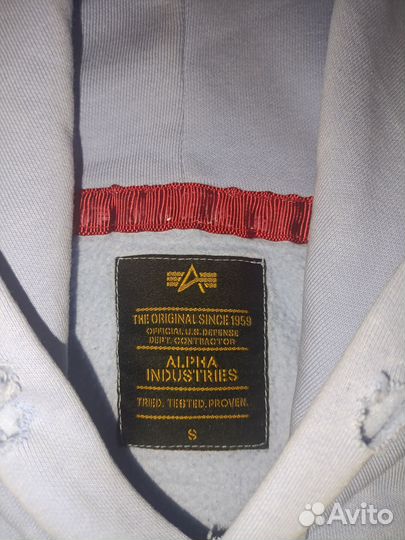 THE ORIGINAL SINCE 1959
OFFICIAL U.S. DEFENSE
DEPT. CONTRACTOR
ALPHA
INDUSTRIES
TRIED. TESTED. PROVEN.
S
Avito